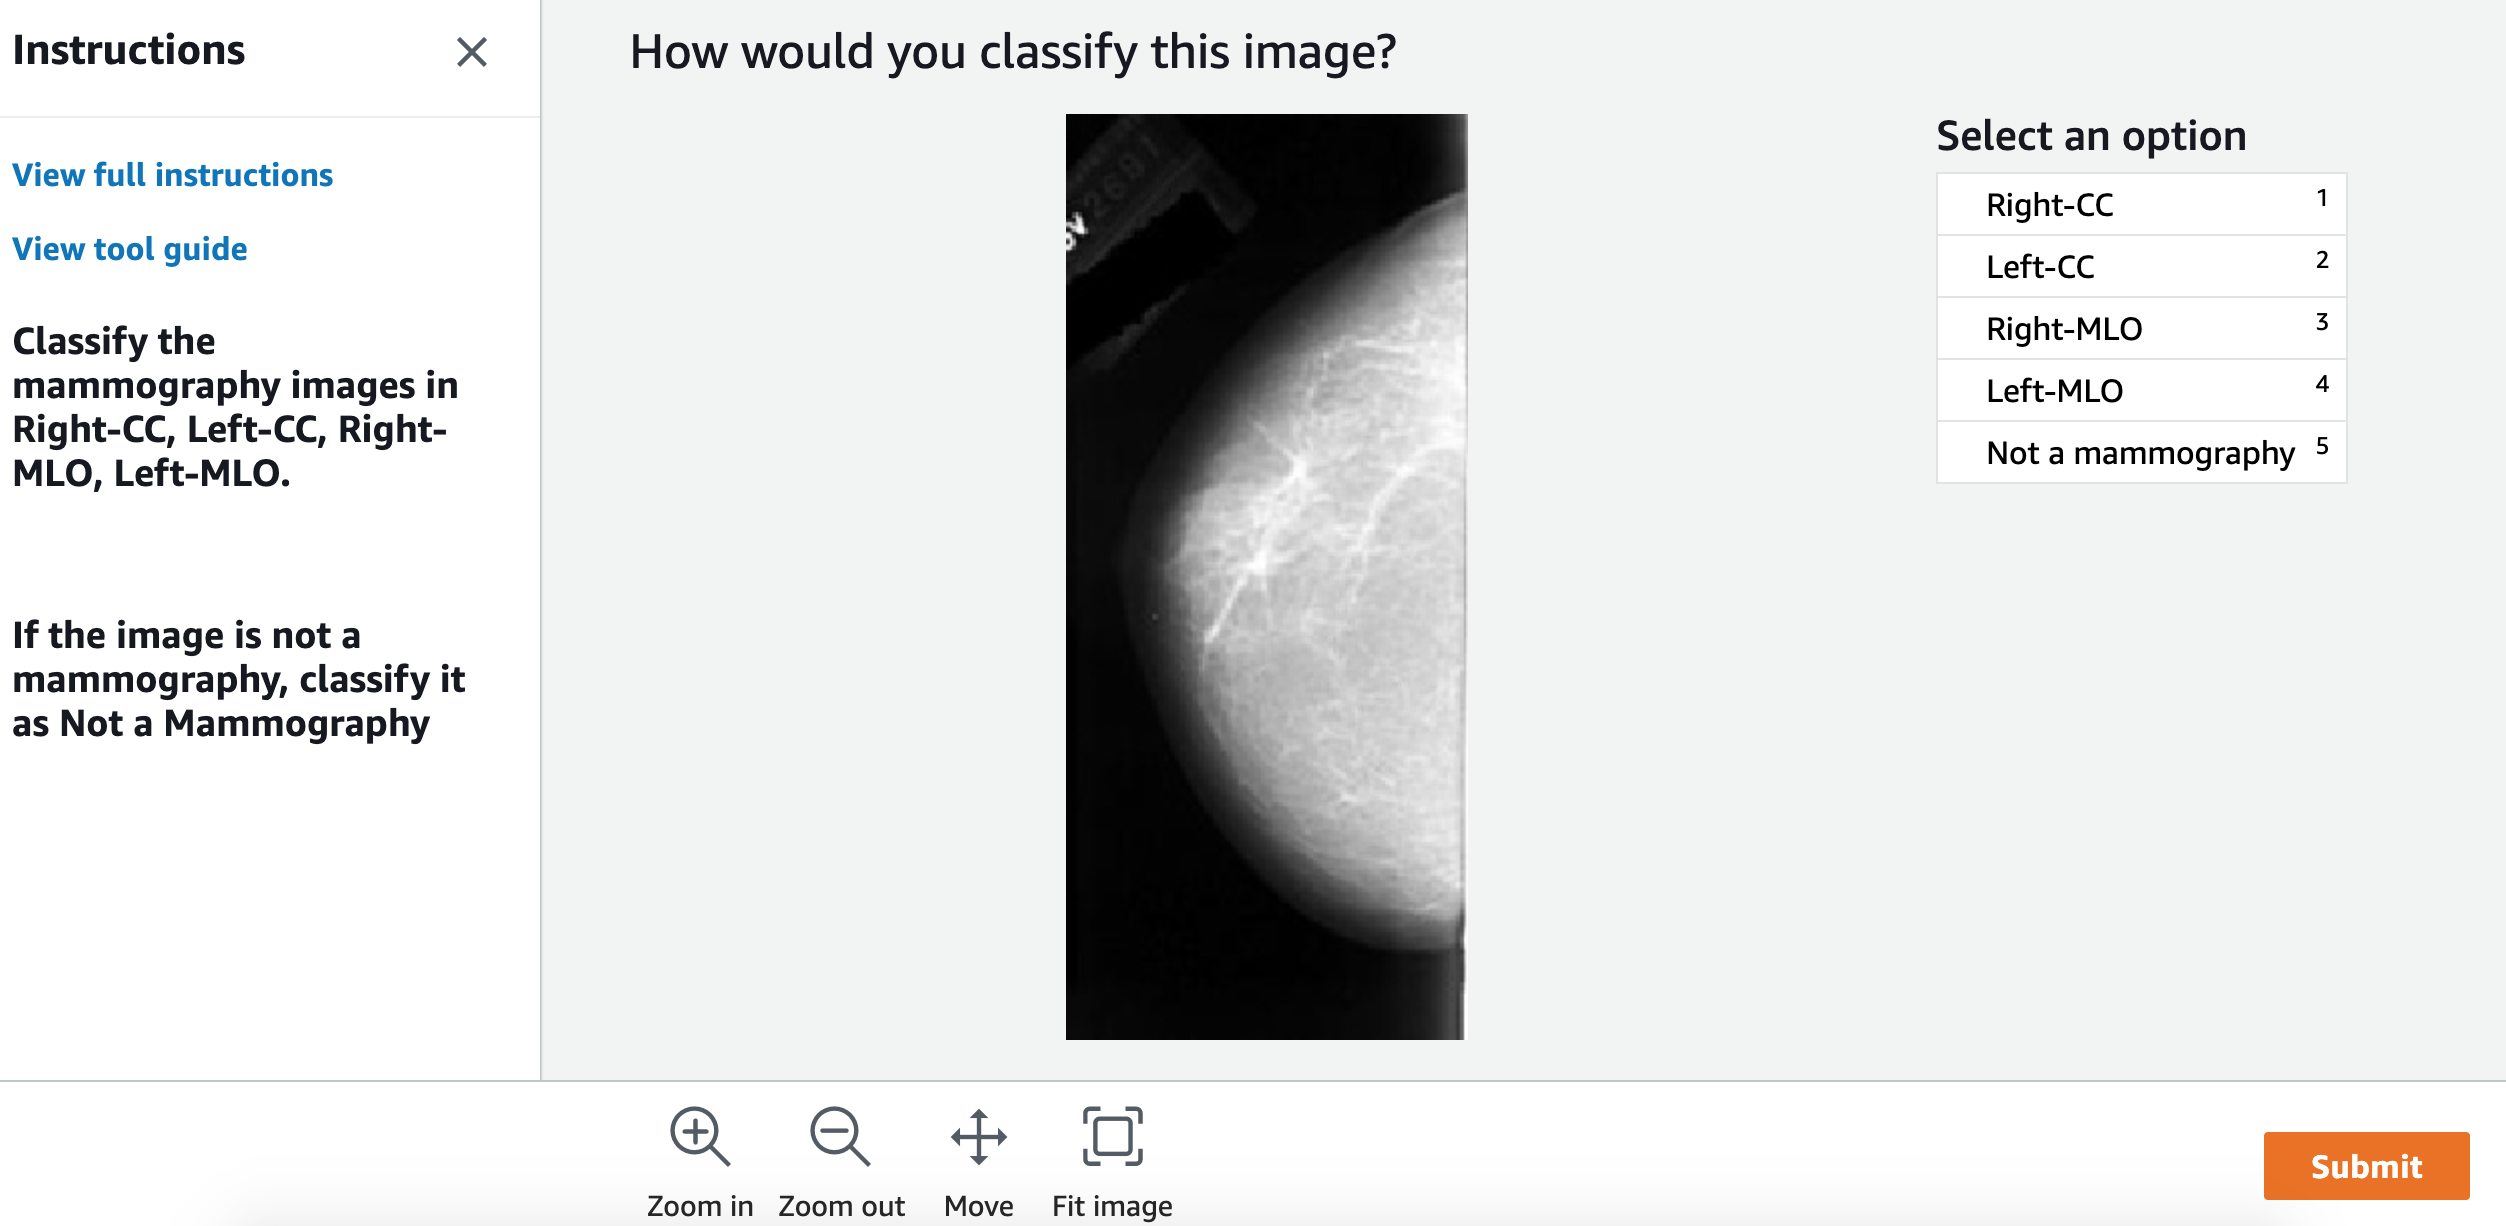 Instructions
View full instructions
View tool guide
Classify the
mammography images in
Right-CC, Left-CC, Right-
MLO, Left-MLO.
If the image is not a
mammography, classify it
as Not a Mammography
How would you classify this image?
2691
Select an option
Right-CC 1
Left-CC 2
Right-MLO 3
Left-MLO 4
Not a mammography 5
Zoom in
Zoom out
Move
Fit image
Submit